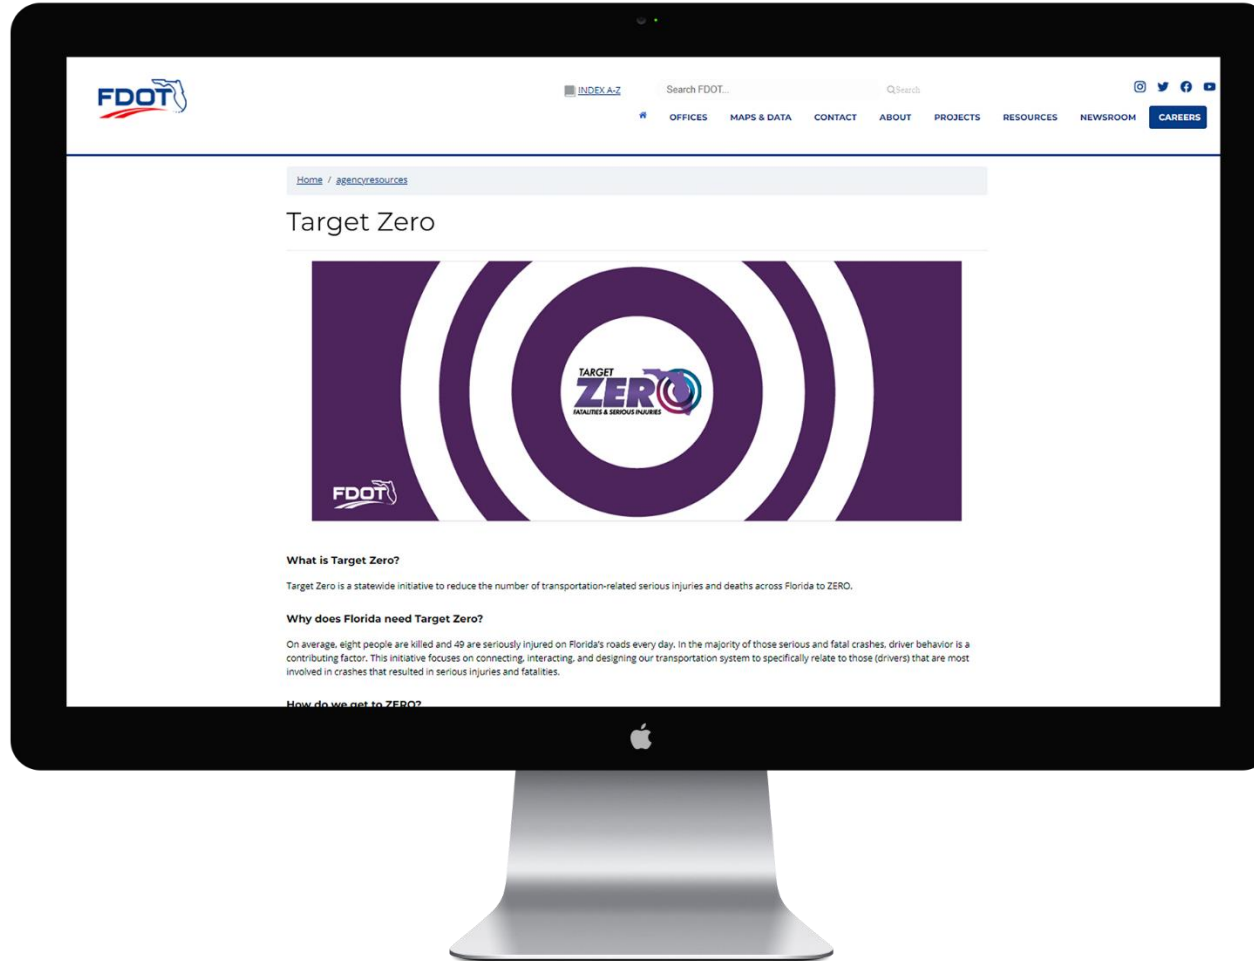 FDOT
INDEX A-Z
Search FDOT...
Search
OFFICES
MAPS & DATA
CONTACT
ABOUT
PROJECTS
RESOURCES
NEWSROOM
CAREERS
Home / agencyresources
Target Zero
TARGET
ZERO
FATALITIES & SERIOUS INJURIES
FDOT
What is Target Zero?
Target Zero is a statewide initiative to reduce the number of transportation-related serious injuries and deaths across Florida to ZERO.
Why does Florida need Target Zero?
On average, eight people are killed and 49 are seriously injured on Florida's roads every day. In the majority of those serious and fatal crashes, driver behavior is a
contributing factor. This initiative focuses on connecting, interacting, and designing our transportation system to specifically relate to those (drivers) that are most
involved in crashes that resulted in serious injuries and fatalities.
How do we get to ZERO?